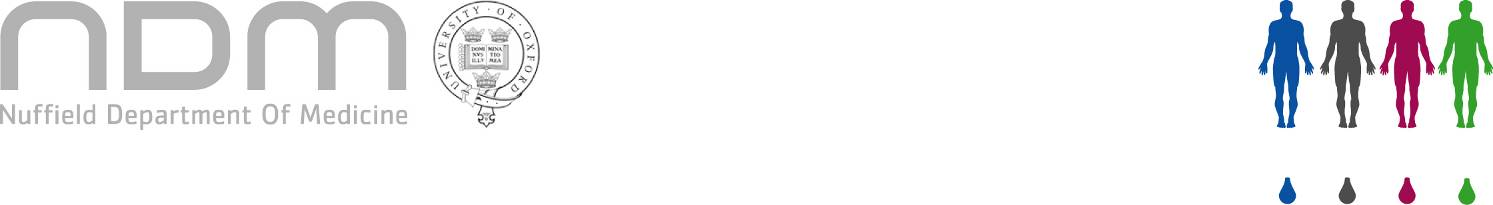 NDM
Nuffield Department Of Medicine
UNIVERSITY · OF · OXFORD
DOMI MINA
NVS TIO
ILLV MEA